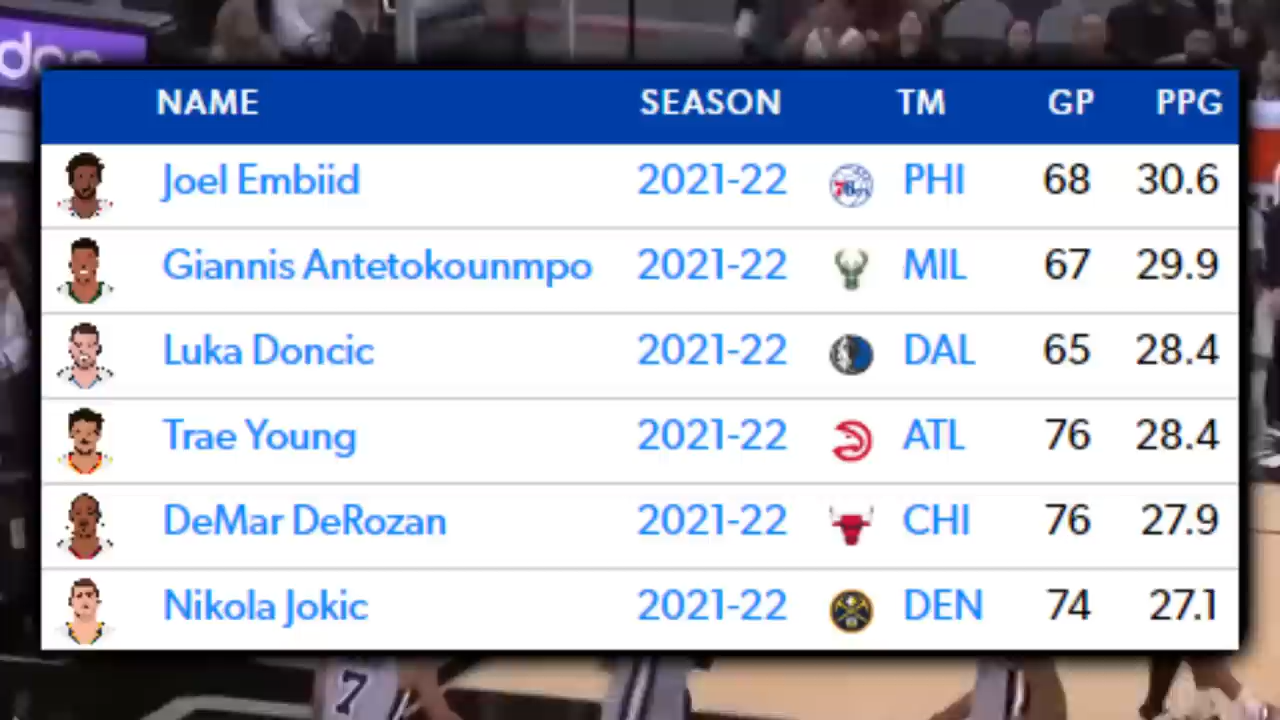 NAME SEASON TM GP PPG
Joel Embiid 2021-22 PHI 68 30.6
Giannis Antetokounmpo 2021-22 MIL 67 29.9
Luka Doncic 2021-22 DAL 65 28.4
Trae Young 2021-22 ATL 76 28.4
DeMar DeRozan 2021-22 CHI 76 27.9
Nikola Jokic 2021-22 DEN 74 27.1
7